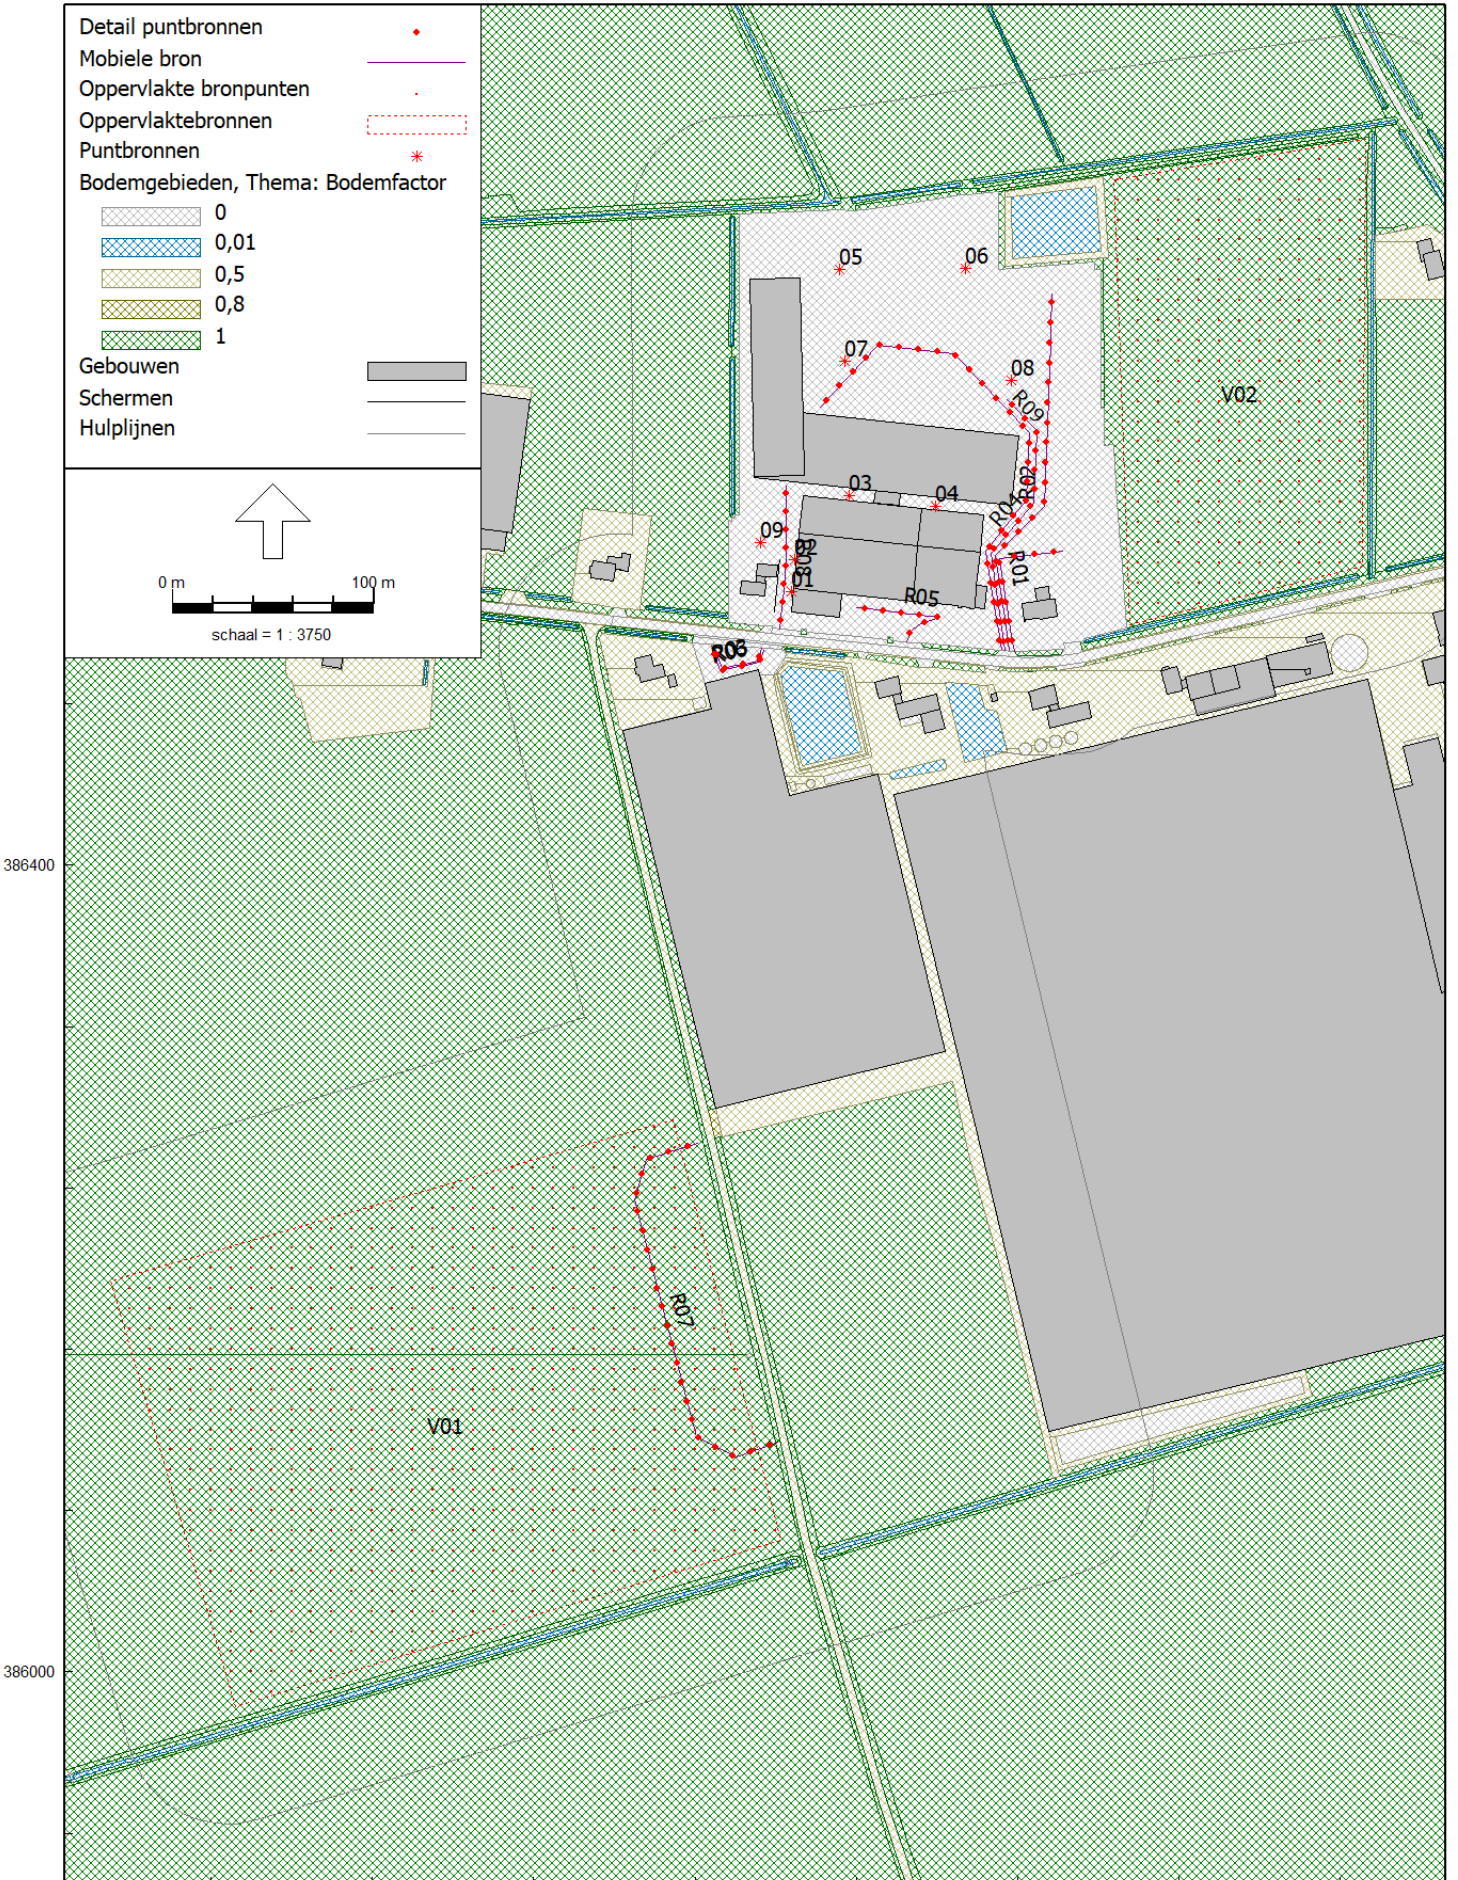 Detail puntbronnen
Mobiele bron
Oppervlakte bronpunten
Oppervlaktebronnen
Puntbronnen
Bodemgebieden, Thema: Bodemfactor
0
0,01
0,5
0,8
1
Gebouwen
Schermen
Hulplijnen
0 m 100 m
schaal = 1 : 3750
05
06
07
08
R09
V02
03
04
R02
R04
09
02
01
R01
R05
386400
R07
V01
386000